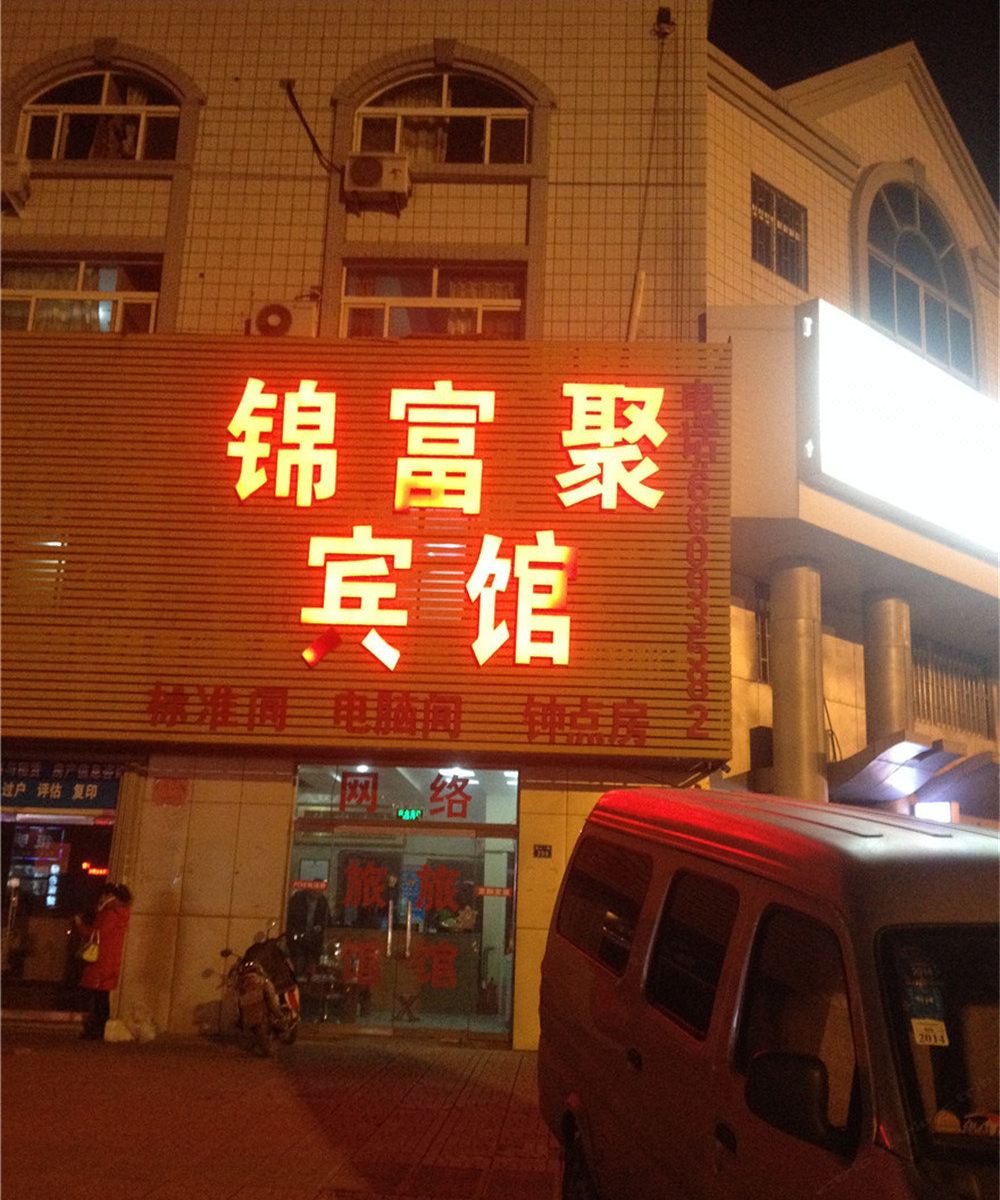 锦富聚
宾馆
标准间 电脑间 钟点房
过户 评估 复印
网络
旅 旅
馆 馆
2014